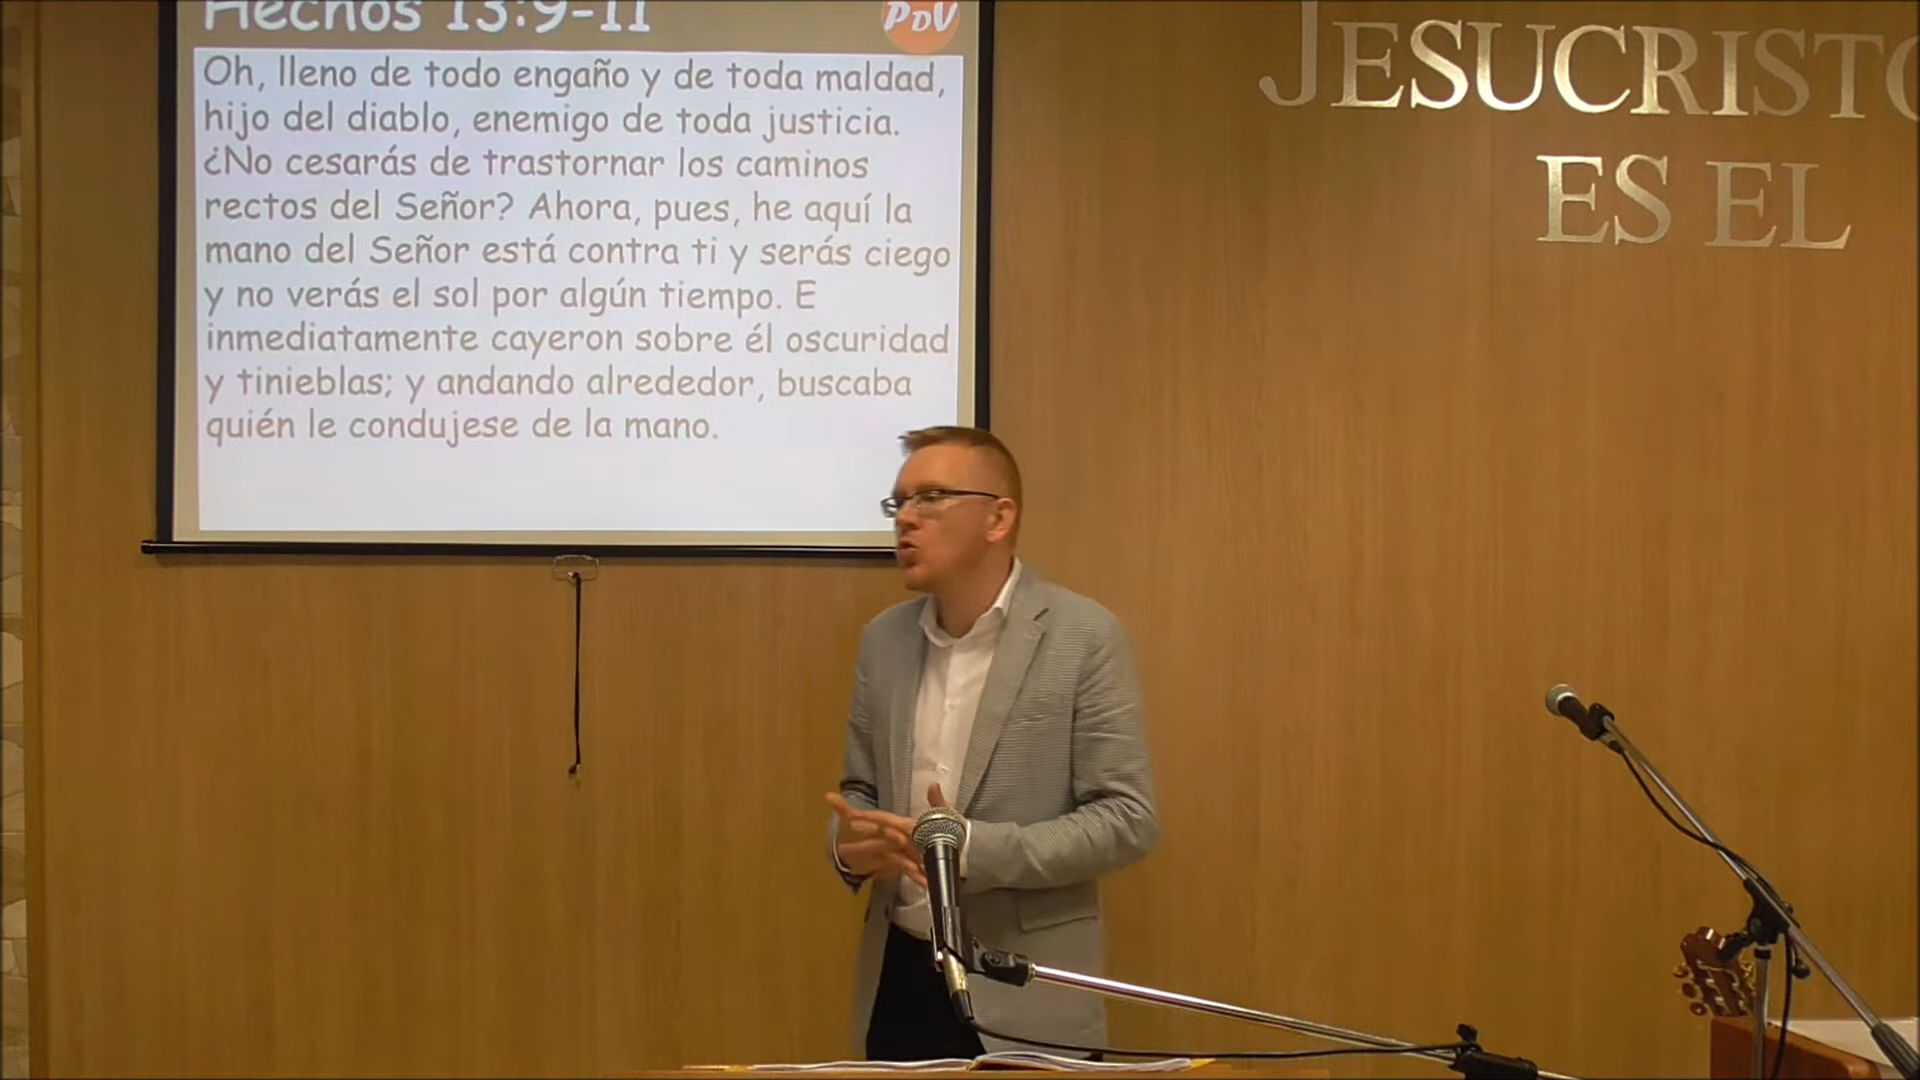 Hechos 13:9-11
PDV
Oh, lleno de todo engaño y de toda maldad,
hijo del diablo, enemigo de toda justicia.
¿No cesarás de trastornar los caminos
rectos del Señor? Ahora, pues, he aquí la
mano del Señor está contra ti y serás ciego
y no verás el sol por algún tiempo. E
inmediatamente cayeron sobre él oscuridad
y tinieblas; y andando alrededor, buscaba
quién le condujese de la mano.
JESUCRISTO
ES EL